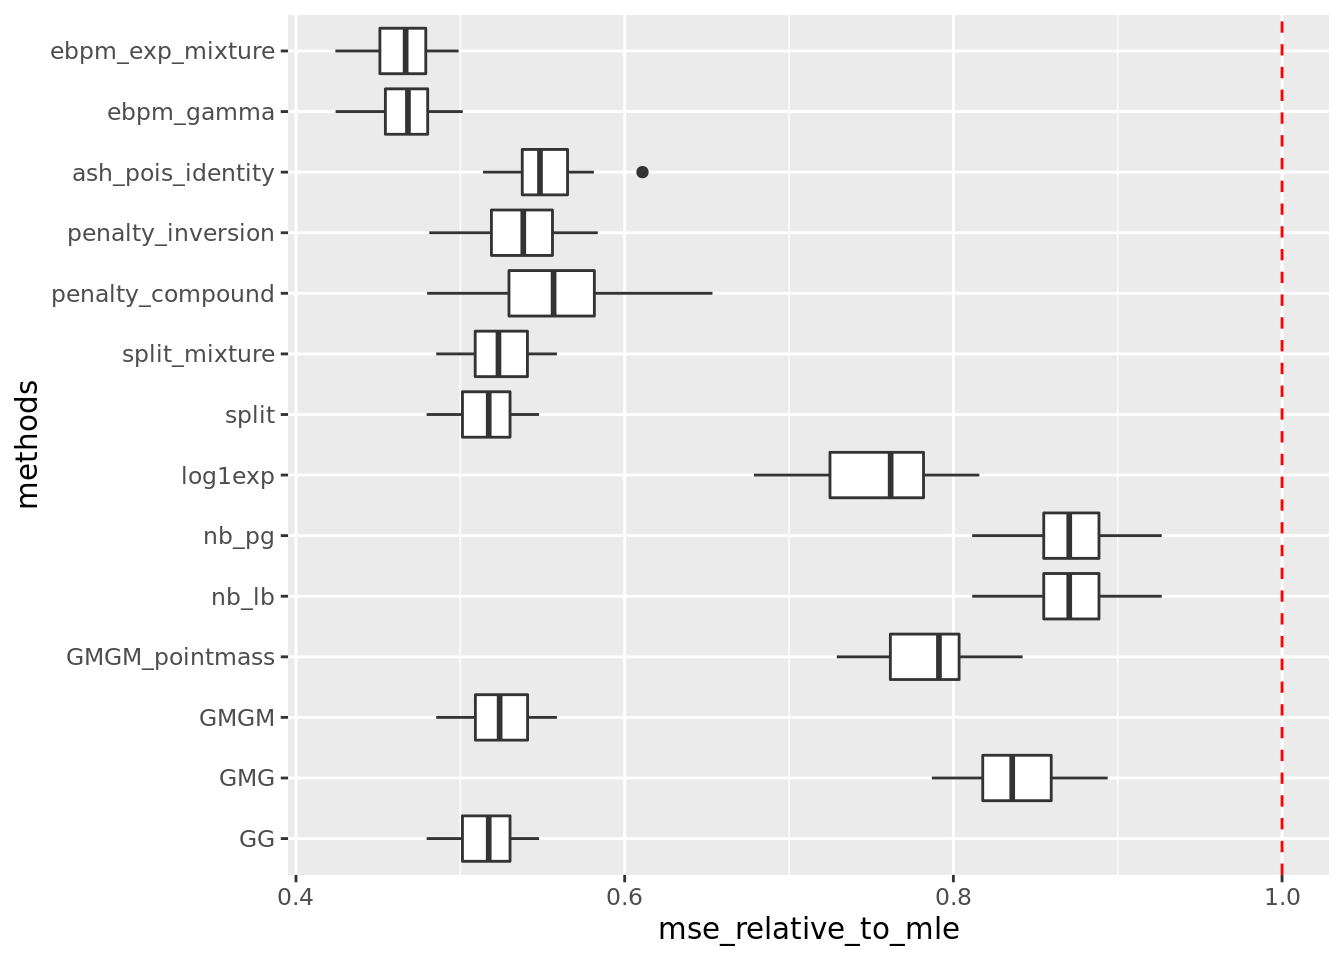 ebpm_exp_mixture
ebpm_gamma
ash_pois_identity
penalty_inversion
penalty_compound
split_mixture
split
log1exp
nb_pg
nb_lb
GMGM_pointmass
GMGM
GMG
GG
methods
0.4 0.6 0.8 1.0
mse_relative_to_mle